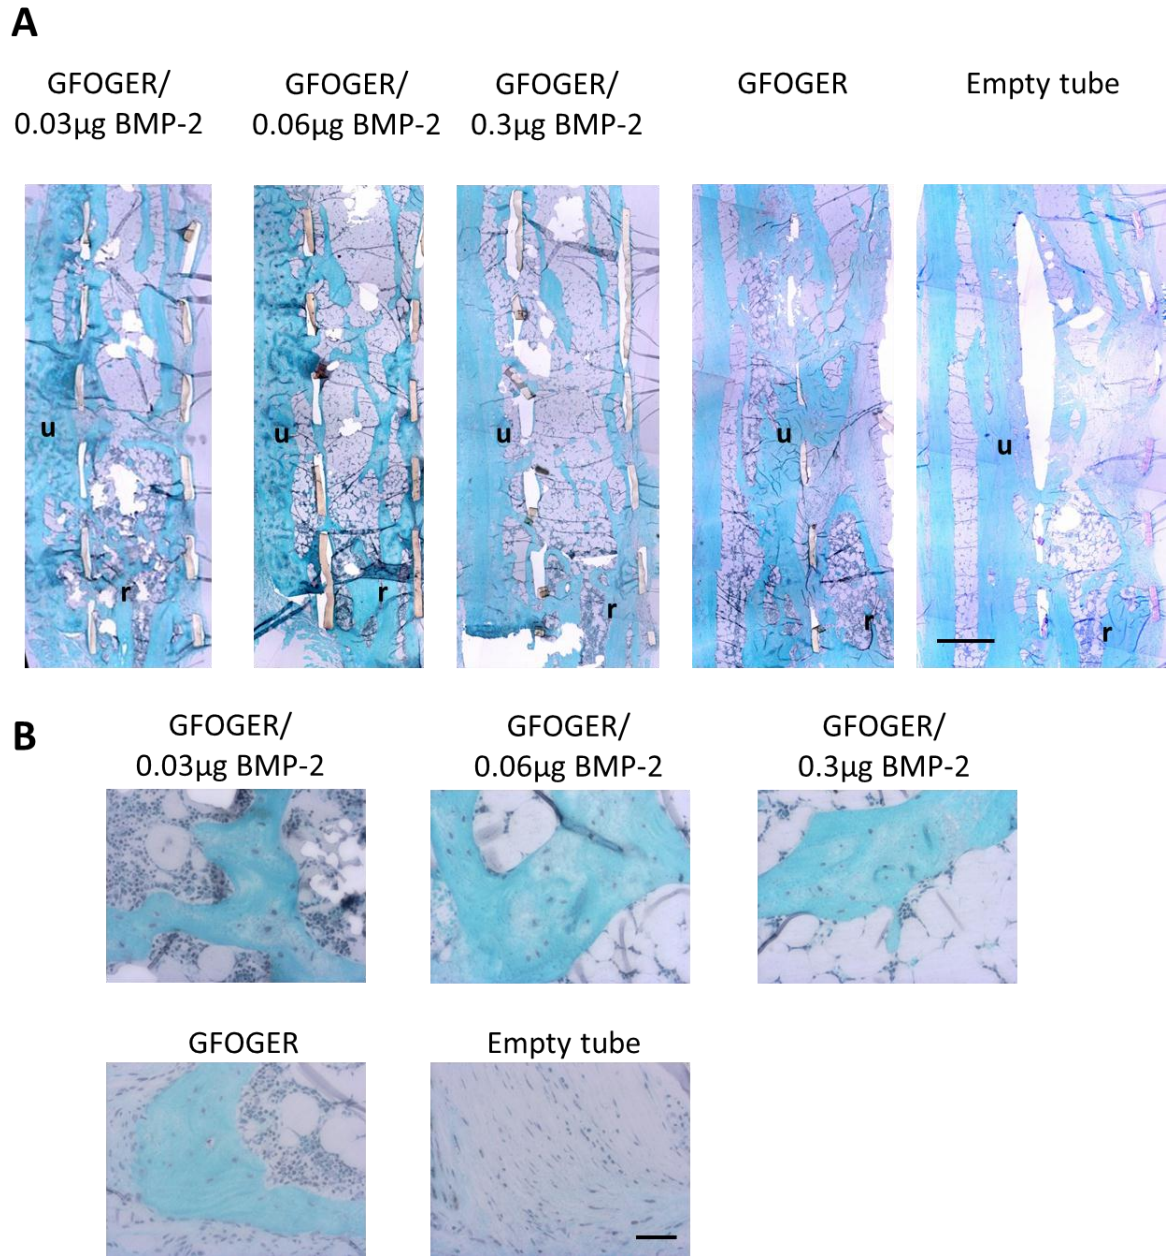 A
GFOGER/
0.03μg BMP-2
GFOGER/
0.06μg BMP-2
GFOGER/
0.3μg BMP-2
GFOGER
Empty tube
u
r
u
r
u
r
u
r
u
r
B
GFOGER/
0.03μg BMP-2
GFOGER/
0.06μg BMP-2
GFOGER/
0.3μg BMP-2
GFOGER
Empty tube